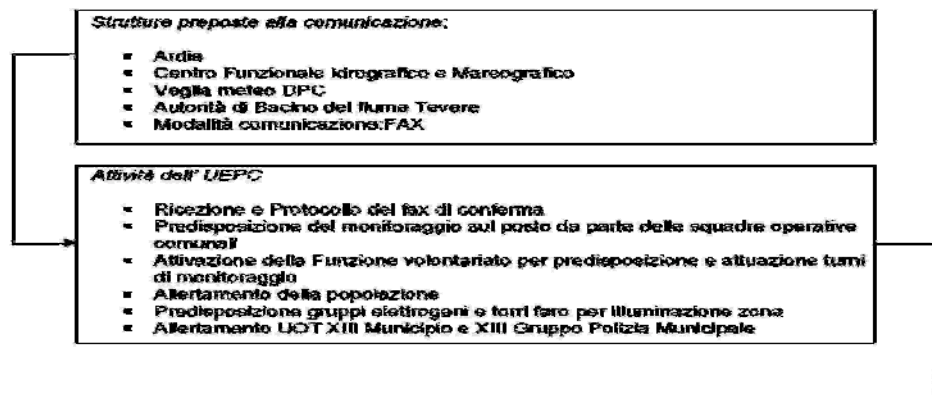 Strutture preposte alla comunicazione:
▪ Ardis
▪ Centro Funzionale Idrografico e Mareografico
▪ Veglia meteo DPC
▪ Autorità di Bacino del fiume Tevere
▪ Modalità comunicazione:FAX
Attività dell' UEPC
▪ Ricezione e Protocollo del fax di conferma
▪ Predisposizione del monitoraggio sul posto da parte delle squadre operative
comunali
▪ Attivazione della Funzione volontariato per predisposizione e attuazione turni
di monitoraggio
▪ Allertamento della popolazione
▪ Predisposizione gruppi elettrogeni e torri faro per illuminazione zona
▪ Allertamento UOT XIII Municipio e XIII Gruppo Polizia Municipale